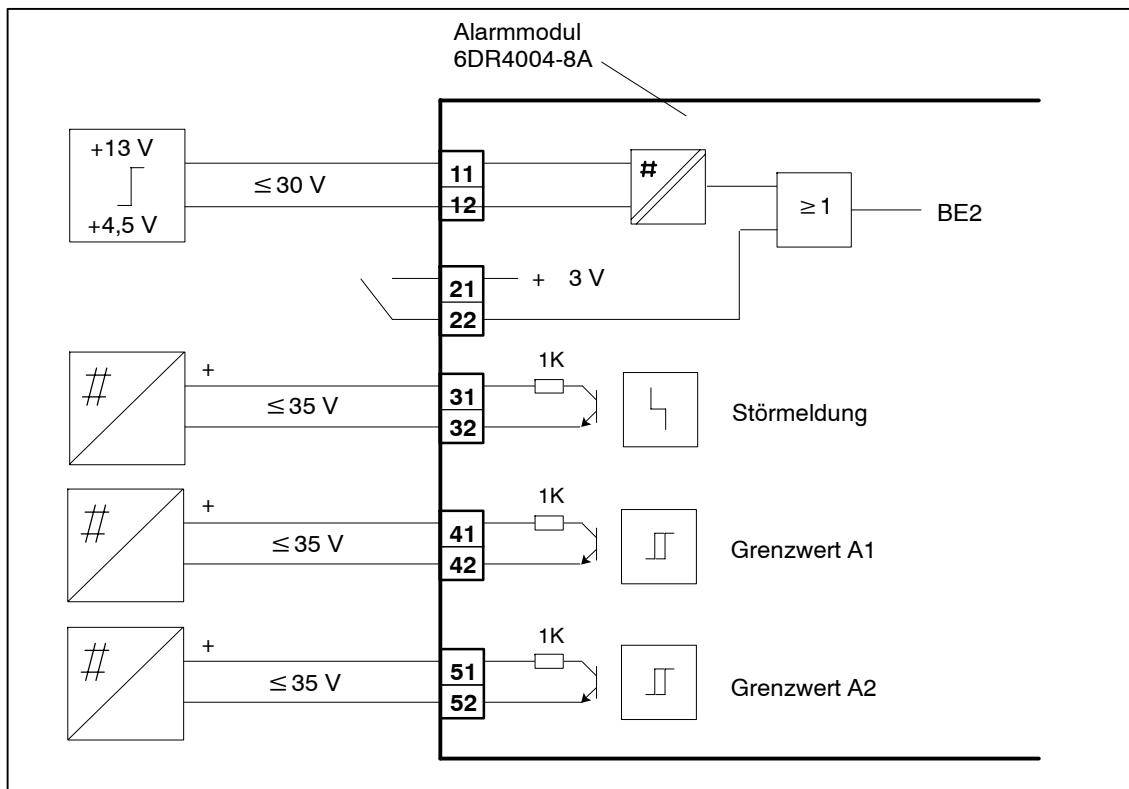 Alarmmodul
6DR4004-8A
+13 V
+4,5 V
≤ 30 V
11
12
#
≥ 1
BE2
21
22
+ 3 V
#
+
≤ 35 V
31
32
1K
Störmeldung
#
+
≤ 35 V
41
42
1K
Grenzwert A1
#
+
≤ 35 V
51
52
1K
Grenzwert A2